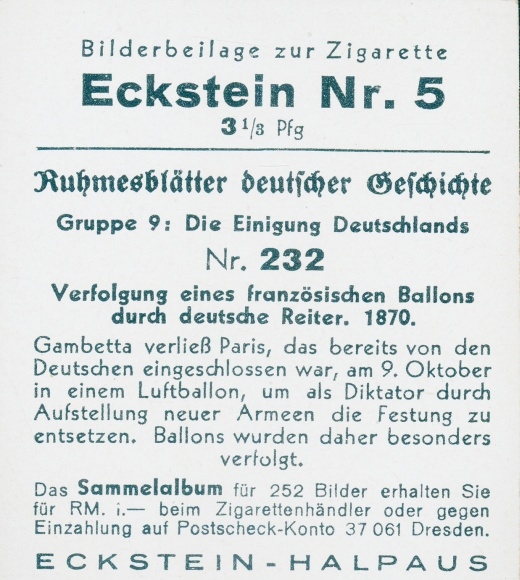 Bilderbeilage zur Zigarette
Eckstein Nr. 5
3 1/3 Pfg
Ruhmesblätter deutscher Geschichte
Gruppe 9: Die Einigung Deutschlands
Nr. 232
Verfolgung eines französischen Ballons
durch deutsche Reiter. 1870.
Gambetta verließ Paris, das bereits von den
Deutschen eingeschlossen war, am 9. Oktober
in einem Luftballon, um als Diktator durch
Aufstellung neuer Armeen die Festung zu
entsetzen. Ballons wurden daher besonders
verfolgt.
Das Sammelalbum für 252 Bilder erhalten Sie
für RM. i.— beim Zigarettenhändler oder gegen
Einzahlung auf Postscheck-Konto 37 061 Dresden.
ECKSTEIN-HALPAUS